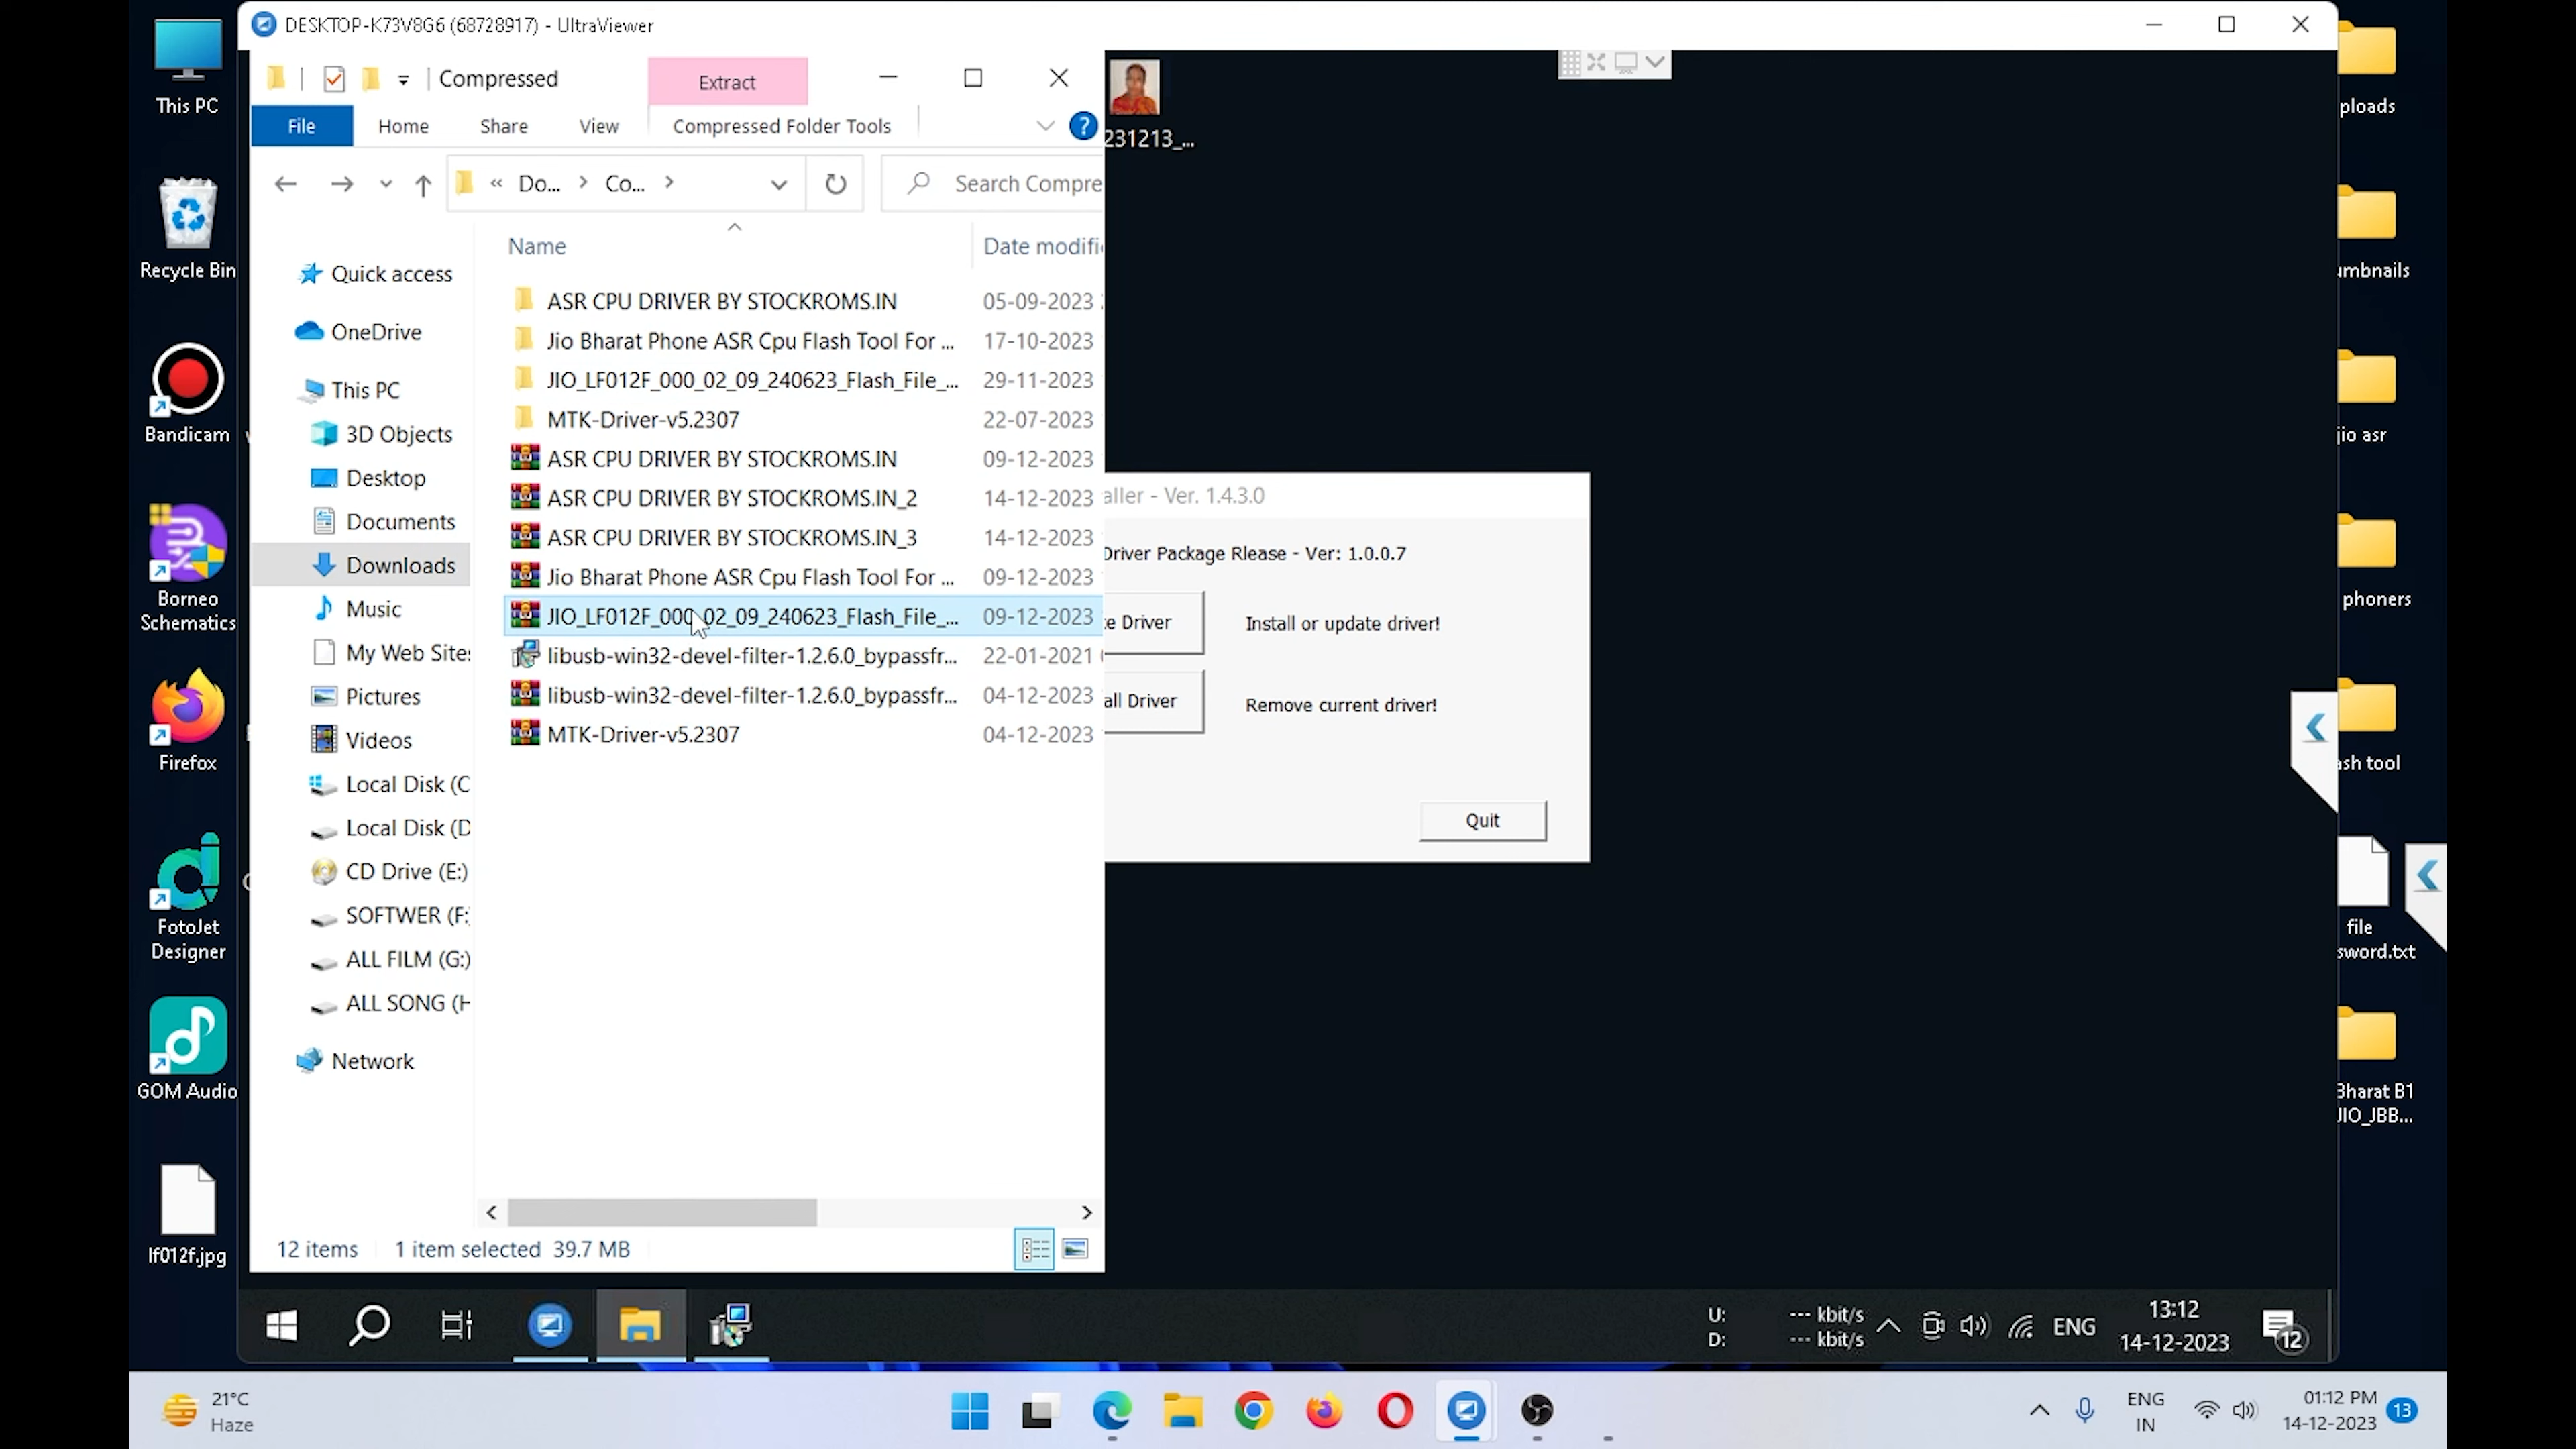 DESKTOP-K73V8G6 (68728917) - UltraViewer
Compressed
Extract
File
Home
Share
View
Compressed Folder Tools
?
« Do... > Co... >
Search Compre
Name
Date modifi
ASR CPU DRIVER BY STOCKROMS.IN 05-09-2023
Jio Bharat Phone ASR Cpu Flash Tool For ... 17-10-2023
JIO_LF012F_000_02_09_240623_Flash_File_... 29-11-2023
MTK-Driver-v5.2307 22-07-2023
ASR CPU DRIVER BY STOCKROMS.IN 09-12-2023
ASR CPU DRIVER BY STOCKROMS.IN_2 14-12-2023
ASR CPU DRIVER BY STOCKROMS.IN_3 14-12-2023
Jio Bharat Phone ASR Cpu Flash Tool For ... 09-12-2023
JIO_LF012F_000_02_09_240623_Flash_File_... 09-12-2023
libusb-win32-devel-filter-1.2.6.0_bypassfr... 22-01-2021
libusb-win32-devel-filter-1.2.6.0_bypassfr... 04-12-2023
MTK-Driver-v5.2307 04-12-2023
Quick access
OneDrive
This PC
3D Objects
Desktop
Documents
Downloads
Music
My Web Site
Pictures
Videos
Local Disk (C
Local Disk (D
CD Drive (E:)
SOFTWER (F:
ALL FILM (G:)
ALL SONG (H
Network
12 items
1 item selected 39.7 MB
231213_...
aller - Ver. 1.4.3.0
Driver Package Rlease - Ver: 1.0.0.7
e Driver
Install or update driver!
all Driver
Remove current driver!
Quit
This PC
Recycle Bin
Bandicam
Borneo
Schematics
Firefox
FotoJet
Designer
GOM Audio
lf012f.jpg
ploads
umbnails
jio asr
phoners
ash tool
file
sword.txt
Bharat B1
JIO_JBB...
U: --- kbit/s
D: --- kbit/s
ENG
13:12
14-12-2023
12
21°C
Haze
ENG
IN
01:12 PM
14-12-2023
13